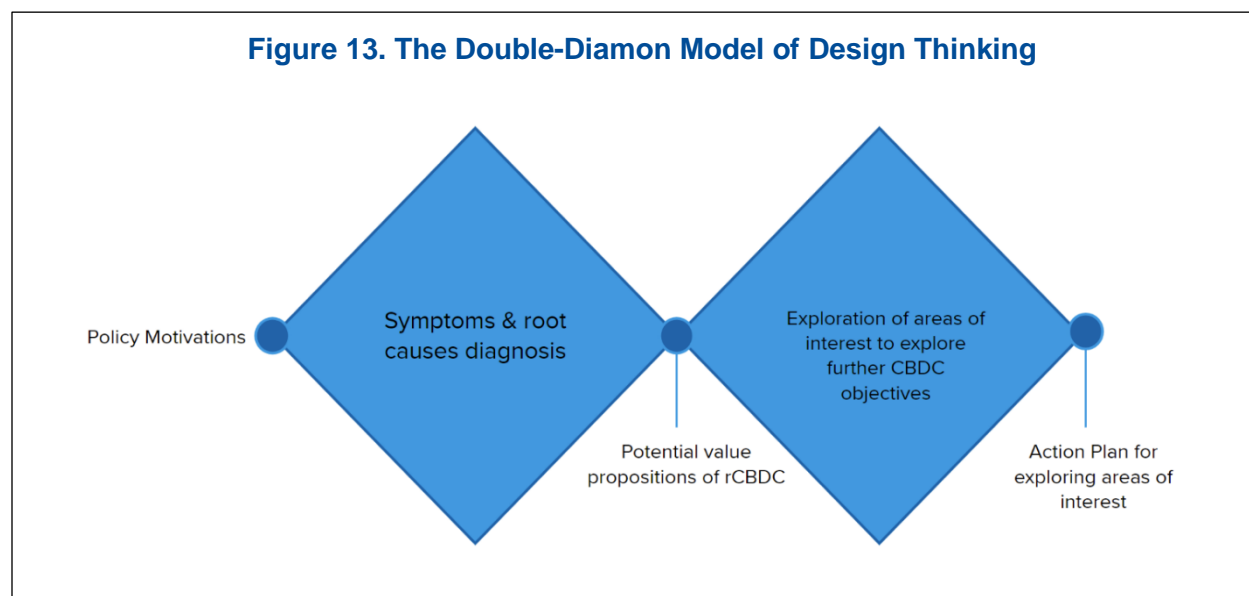 Figure 13. The Double-Diamon Model of Design Thinking
Policy Motivations
Symptoms & root
causes diagnosis
Potential value
propositions of rCBDC
Exploration of areas of
interest to explore
further CBDC
objectives
Action Plan for
exploring areas of
interest